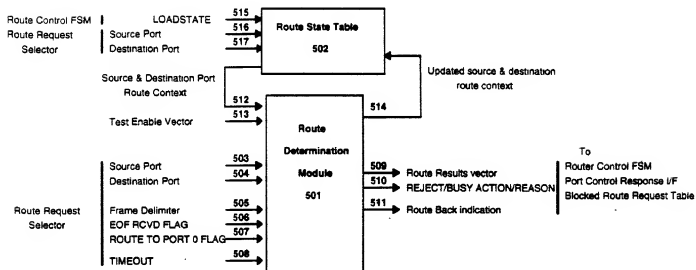 Route Control FSM
LOADSTATE
515
Route Request
Selector
Source Port
516
Destination Port
517
Route State Table
502
Source & Destination Port
Route Context
512
Updated source & destination
route context
514
Test Enable Vector
513
Route
Determination
Module
501
Source Port
503
Destination Port
504
Route Request
Selector
Frame Delimiter
505
EOF RCVD FLAG
506
ROUTE TO PORT 0 FLAG
507
TIMEOUT
508
509
Route Results vector
510
REJECT/BUSY ACTION/REASON
511
Route Back indication
To
Router Control FSM
Port Control Response I/F
Blocked Route Request Table